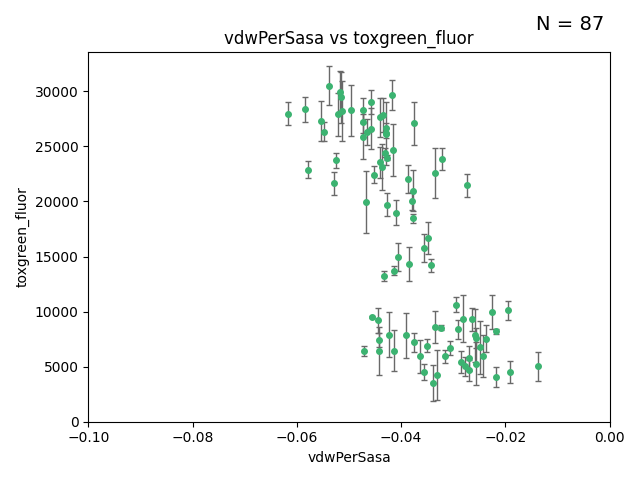 N = 87
vdwPerSasa vs toxgreen_fluor
toxgreen_fluor
30000
25000
20000
15000
10000
5000
0
−0.10 −0.08 −0.06 −0.04 −0.02 0.00
vdwPerSasa